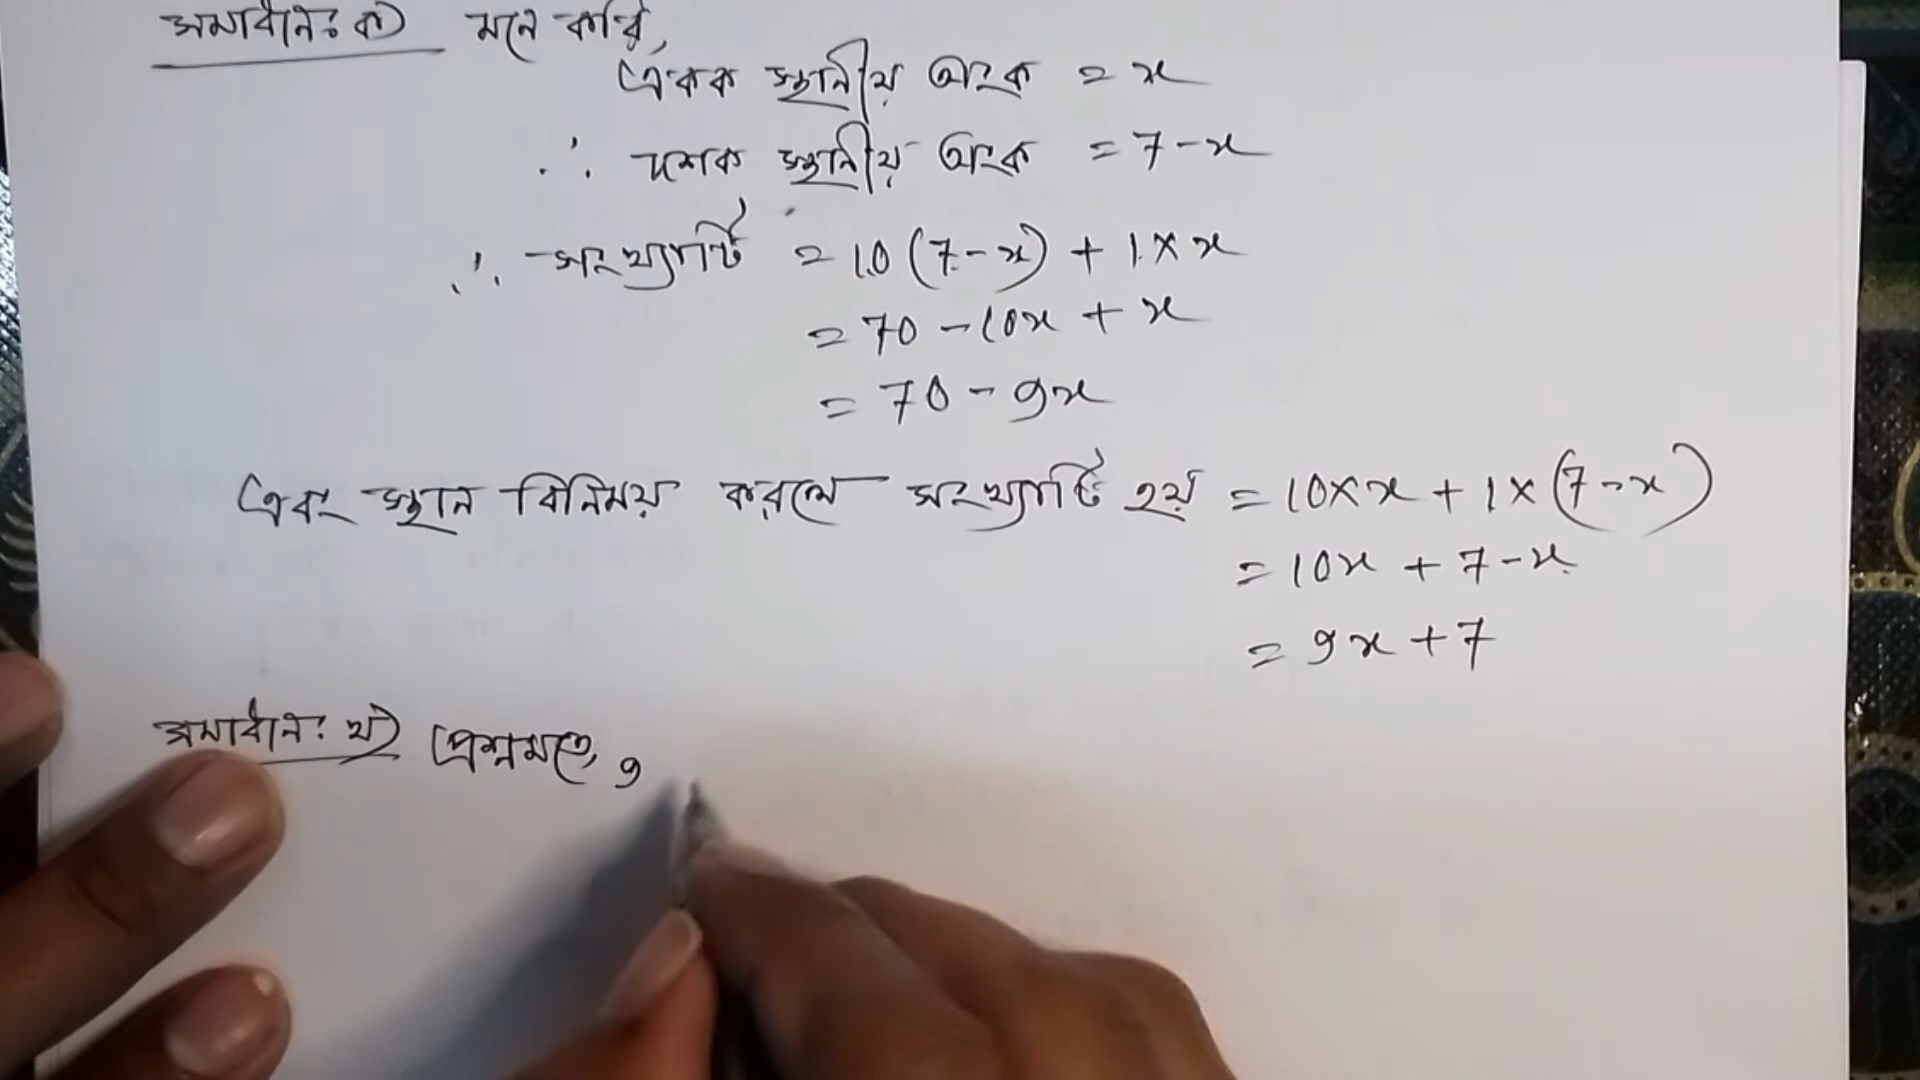 সমাধানঃ ক) মনে করি,
একক স্থানীয় অংক = x
∴ দশক স্থানীয় অংক = 7 - x
∴ সংখ্যাটি = 10 (7 - x) + 1 × x
= 70 - 10x + x
= 70 - 9x
এবং স্থান বিনিময় করলে সংখ্যাটি হয় = 10 × x + 1 × (7 - x)
= 10x + 7 - x
= 9x + 7
সমাধানঃ খ) প্রশ্নমতে, 9